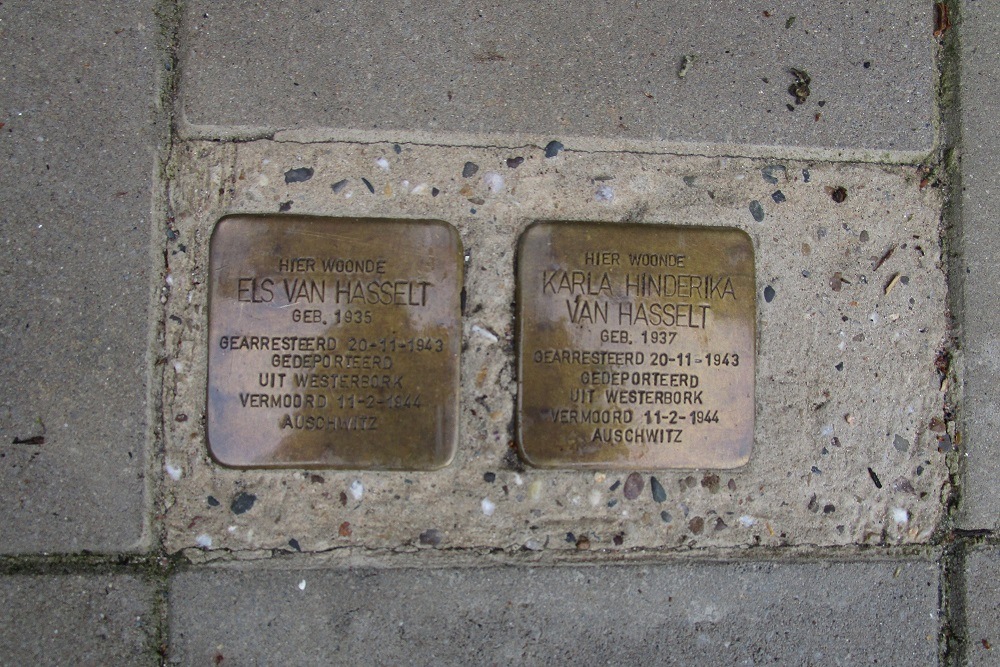 HIER WOONDE
ELS VAN HASSELT
GEB. 1935
GEARRESTEERD 20-11-1943
GEDEPORTEERD
UIT WESTERBORK
VERMOORD 11-2-1944
AUSCHWITZ
HIER WOONDE
KARLA HINDERIKA
VAN HASSELT
GEB. 1937
GEARRESTEERD 20-11-1943
GEDEPORTEERD
UIT WESTERBORK
VERMOORD 11-2-1944
AUSCHWITZ